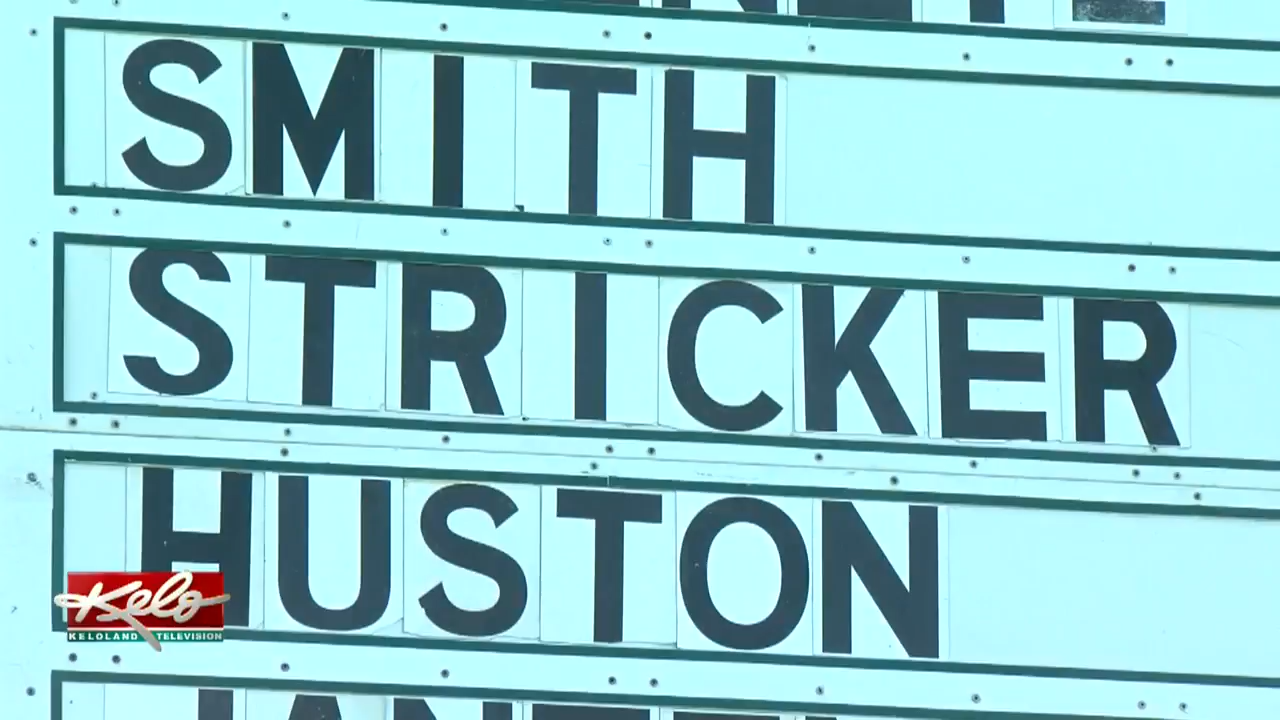 SMITH
STRICKER
HUSTON
Kelo
KELOLAND TELEVISION